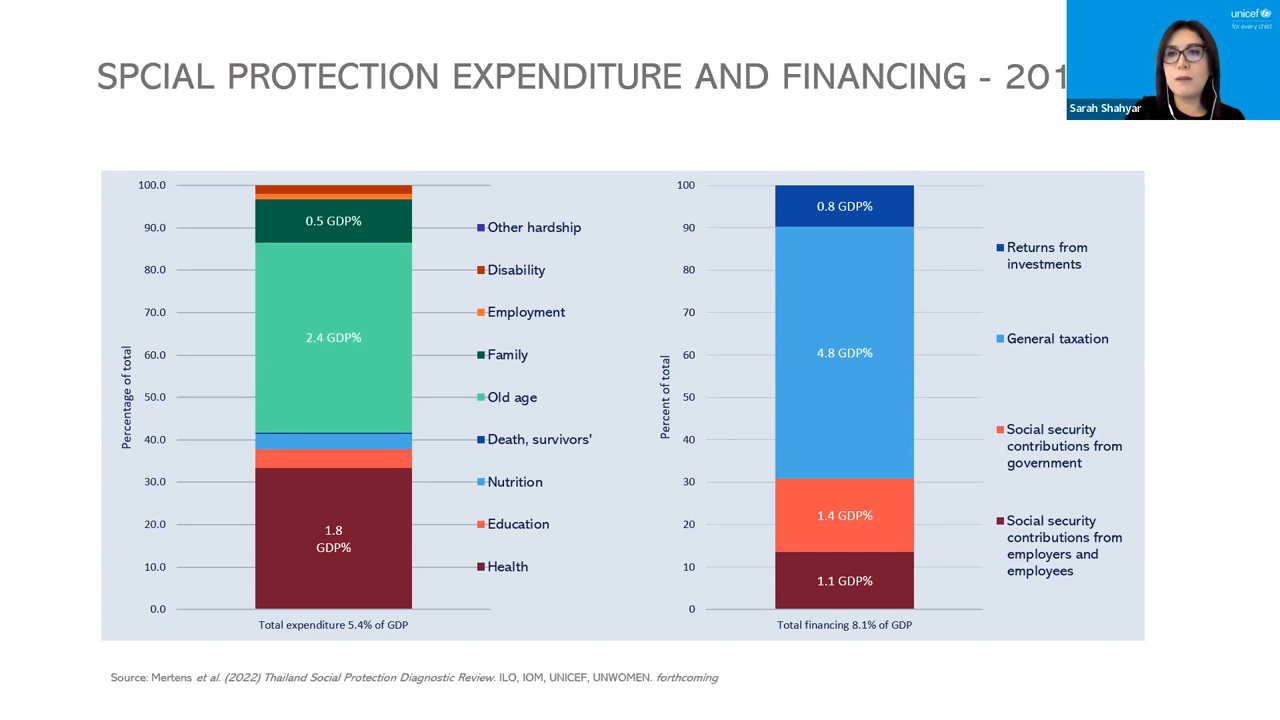 SPCIAL PROTECTION EXPENDITURE AND FINANCING - 201
unicef
for every child
Sarah Shahyar
100.0
90.0
80.0
70.0
60.0
50.0
40.0
30.0
20.0
10.0
0.0
Percentage of total
0.5 GDP%
2.4 GDP%
1.8
GDP%
Total expenditure 5.4% of GDP
Other hardship
Disability
Employment
Family
Old age
Death, survivors'
Nutrition
Education
Health
100
90
80
70
60
50
40
30
20
10
0
Percent of total
0.8 GDP%
4.8 GDP%
1.4 GDP%
1.1 GDP%
Total financing 8.1% of GDP
Returns from
investments
General taxation
Social security
contributions from
government
Social security
contributions from
employers and
employees
Source: Mertens et al. (2022) Thailand Social Protection Diagnostic Review. ILO, IOM, UNICEF, UNWOMEN. forthcoming